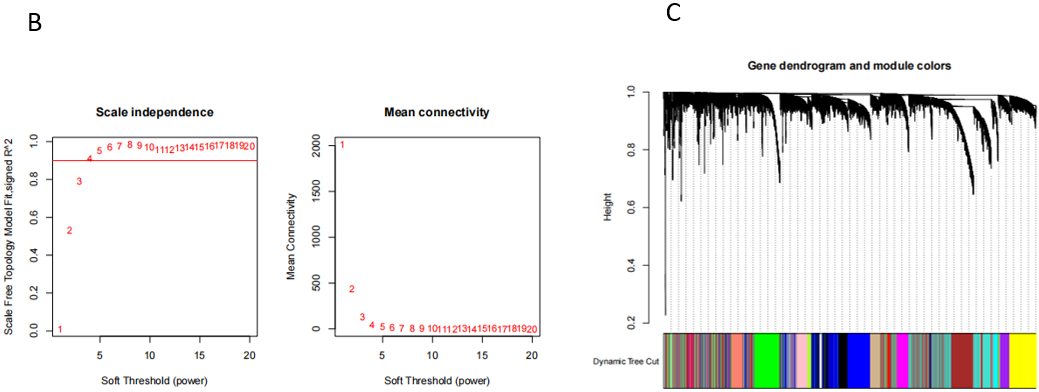 B
C
Scale independence
Scale Free Topology Model Fit,signed R^2
0.0 0.2 0.4 0.6 0.8 1.0
1 2 3 4 5 6 7 8 9 10 11 12 13 14 15 16 17 18 19 20
5 10 15 20
Soft Threshold (power)
Mean connectivity
Mean Connectivity
0 500 1000 1500 2000
1 2 3 4 5 6 7 8 9 10 11 12 13 14 15 16 17 18 19 20
5 10 15 20
Soft Threshold (power)
Gene dendrogram and module colors
Height
0.2 0.4 0.6 0.8 1.0
Dynamic Tree Cut